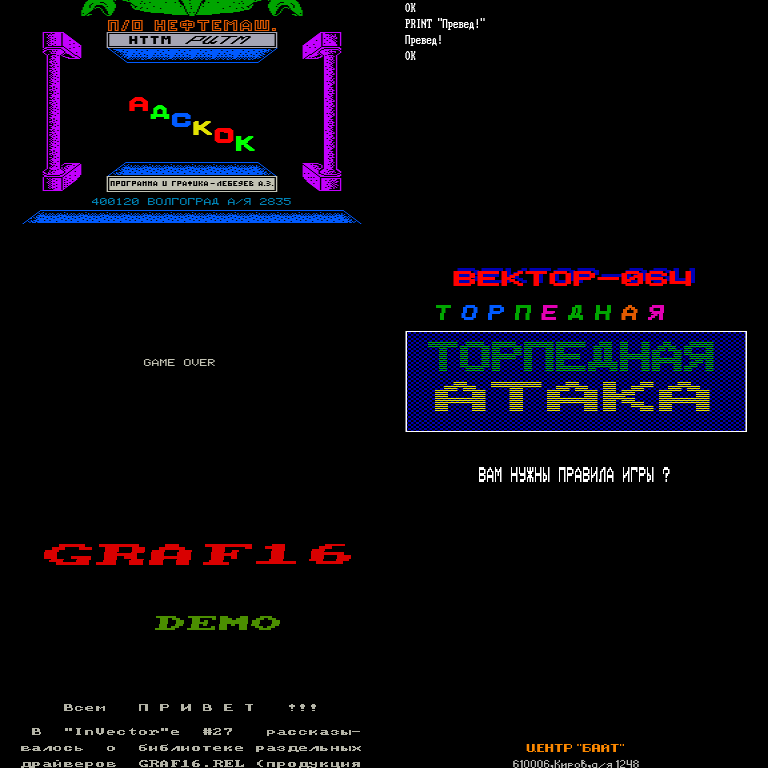 П/О НЕФТЕМАШ.
НТТМ РИТМ
АДСКОК
ПРОГРАММА И ГРАФИКА-ЛЕБЕДЕВ А.Э.
400120 ВОЛГОГРАД А/Я 2835
OK
PRINT "Превед!"
Превед!
OK
GAME OVER
ВЕКТОР-06Ц
ТОРПЕДНАЯ
ТОРПЕДНАЯ
АТАКА
ВАМ НУЖНЫ ПРАВИЛА ИГРЫ ?
GRAF16
DEMO
Всем П Р И В Е Т !!!
В "InVector"е #27 рассказы-
валось о библиотеке раздельных
драйверов GRAF16.REL (продукция
ЦЕНТР "БАЙТ"
610006,Киров,а/я 1248